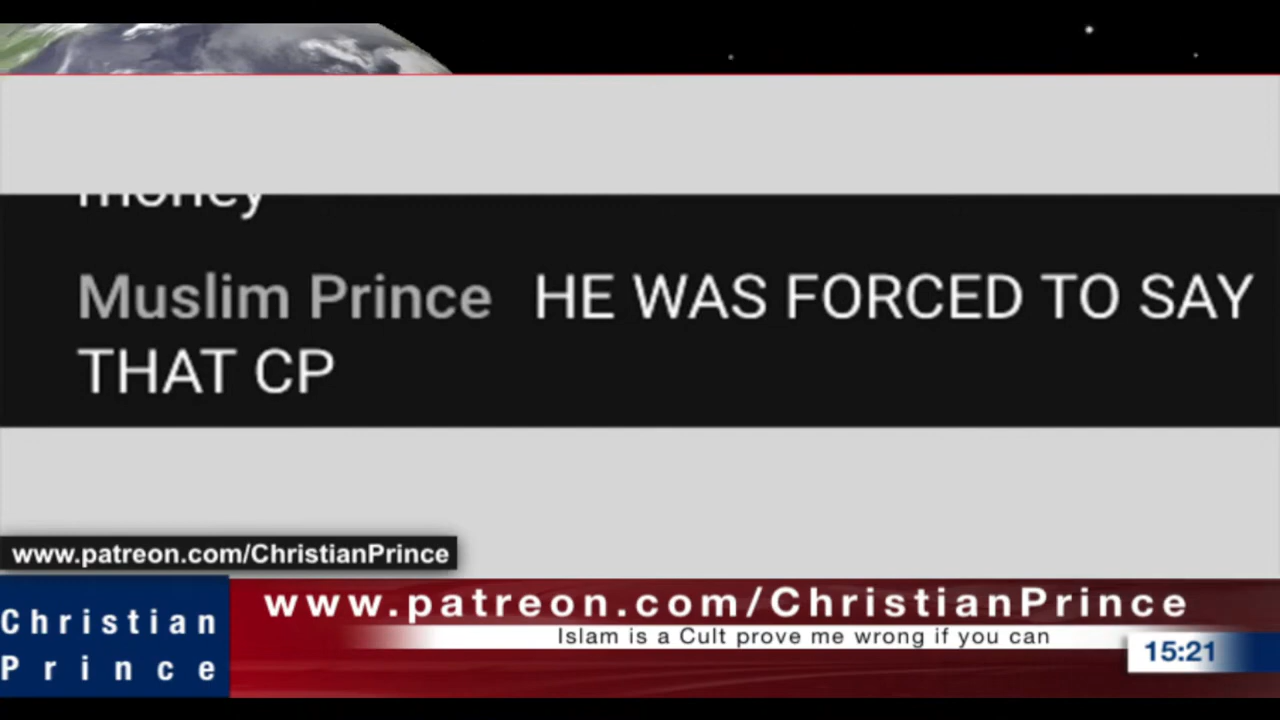 money
Muslim Prince HE WAS FORCED TO SAY
THAT CP
www.patreon.com/ChristianPrince
Christian
Prince
www.patreon.com/ChristianPrince
Islam is a Cult prove me wrong if you can
15:21